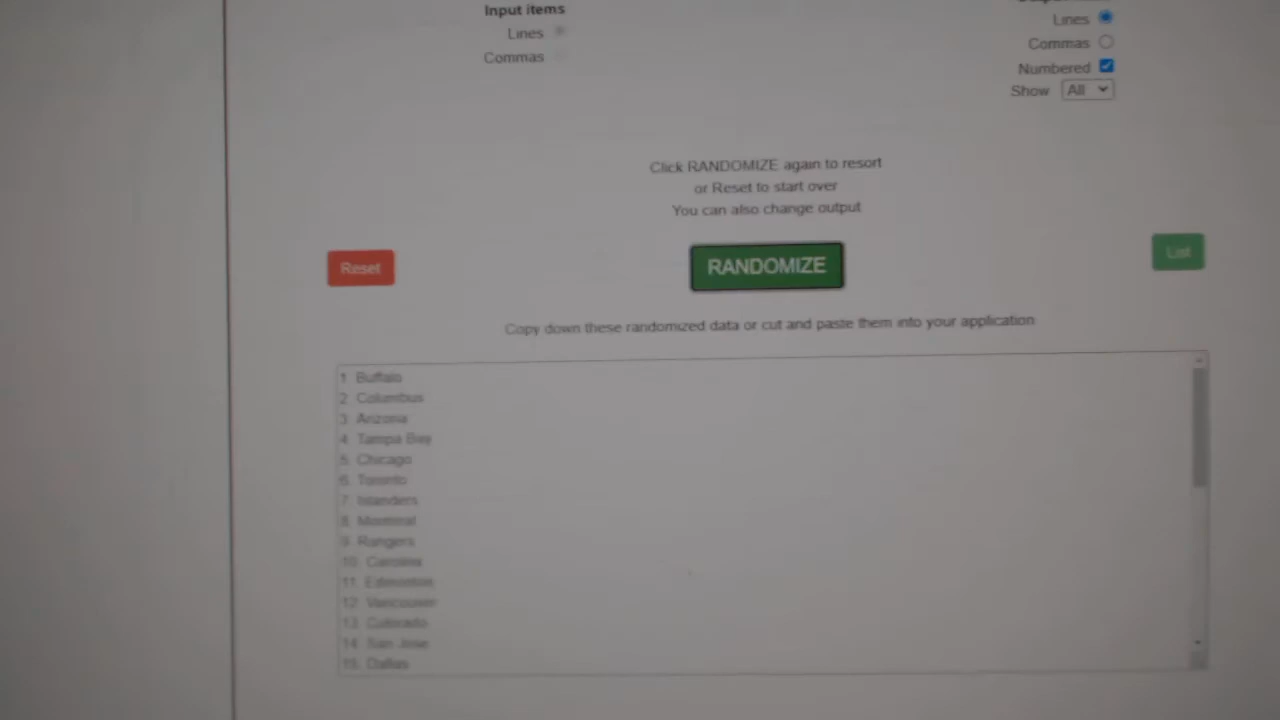 Input items
Lines
Commas
Lines
Commas
Numbered
Show All
Click RANDOMIZE again to resort
or Reset to start over
You can also change output
Reset
RANDOMIZE
List
Copy down these randomized data or cut and paste them into your application
1 Buffalo
2 Columbus
3 Arizona
4 Tampa Bay
5. Chicago
6. Toronto
7. Islanders
8. Montreal
9. Rangers
10. Carolina
11. Edmonton
12. Vancouver
13. Colorado
14. San Jose
15. Dallas